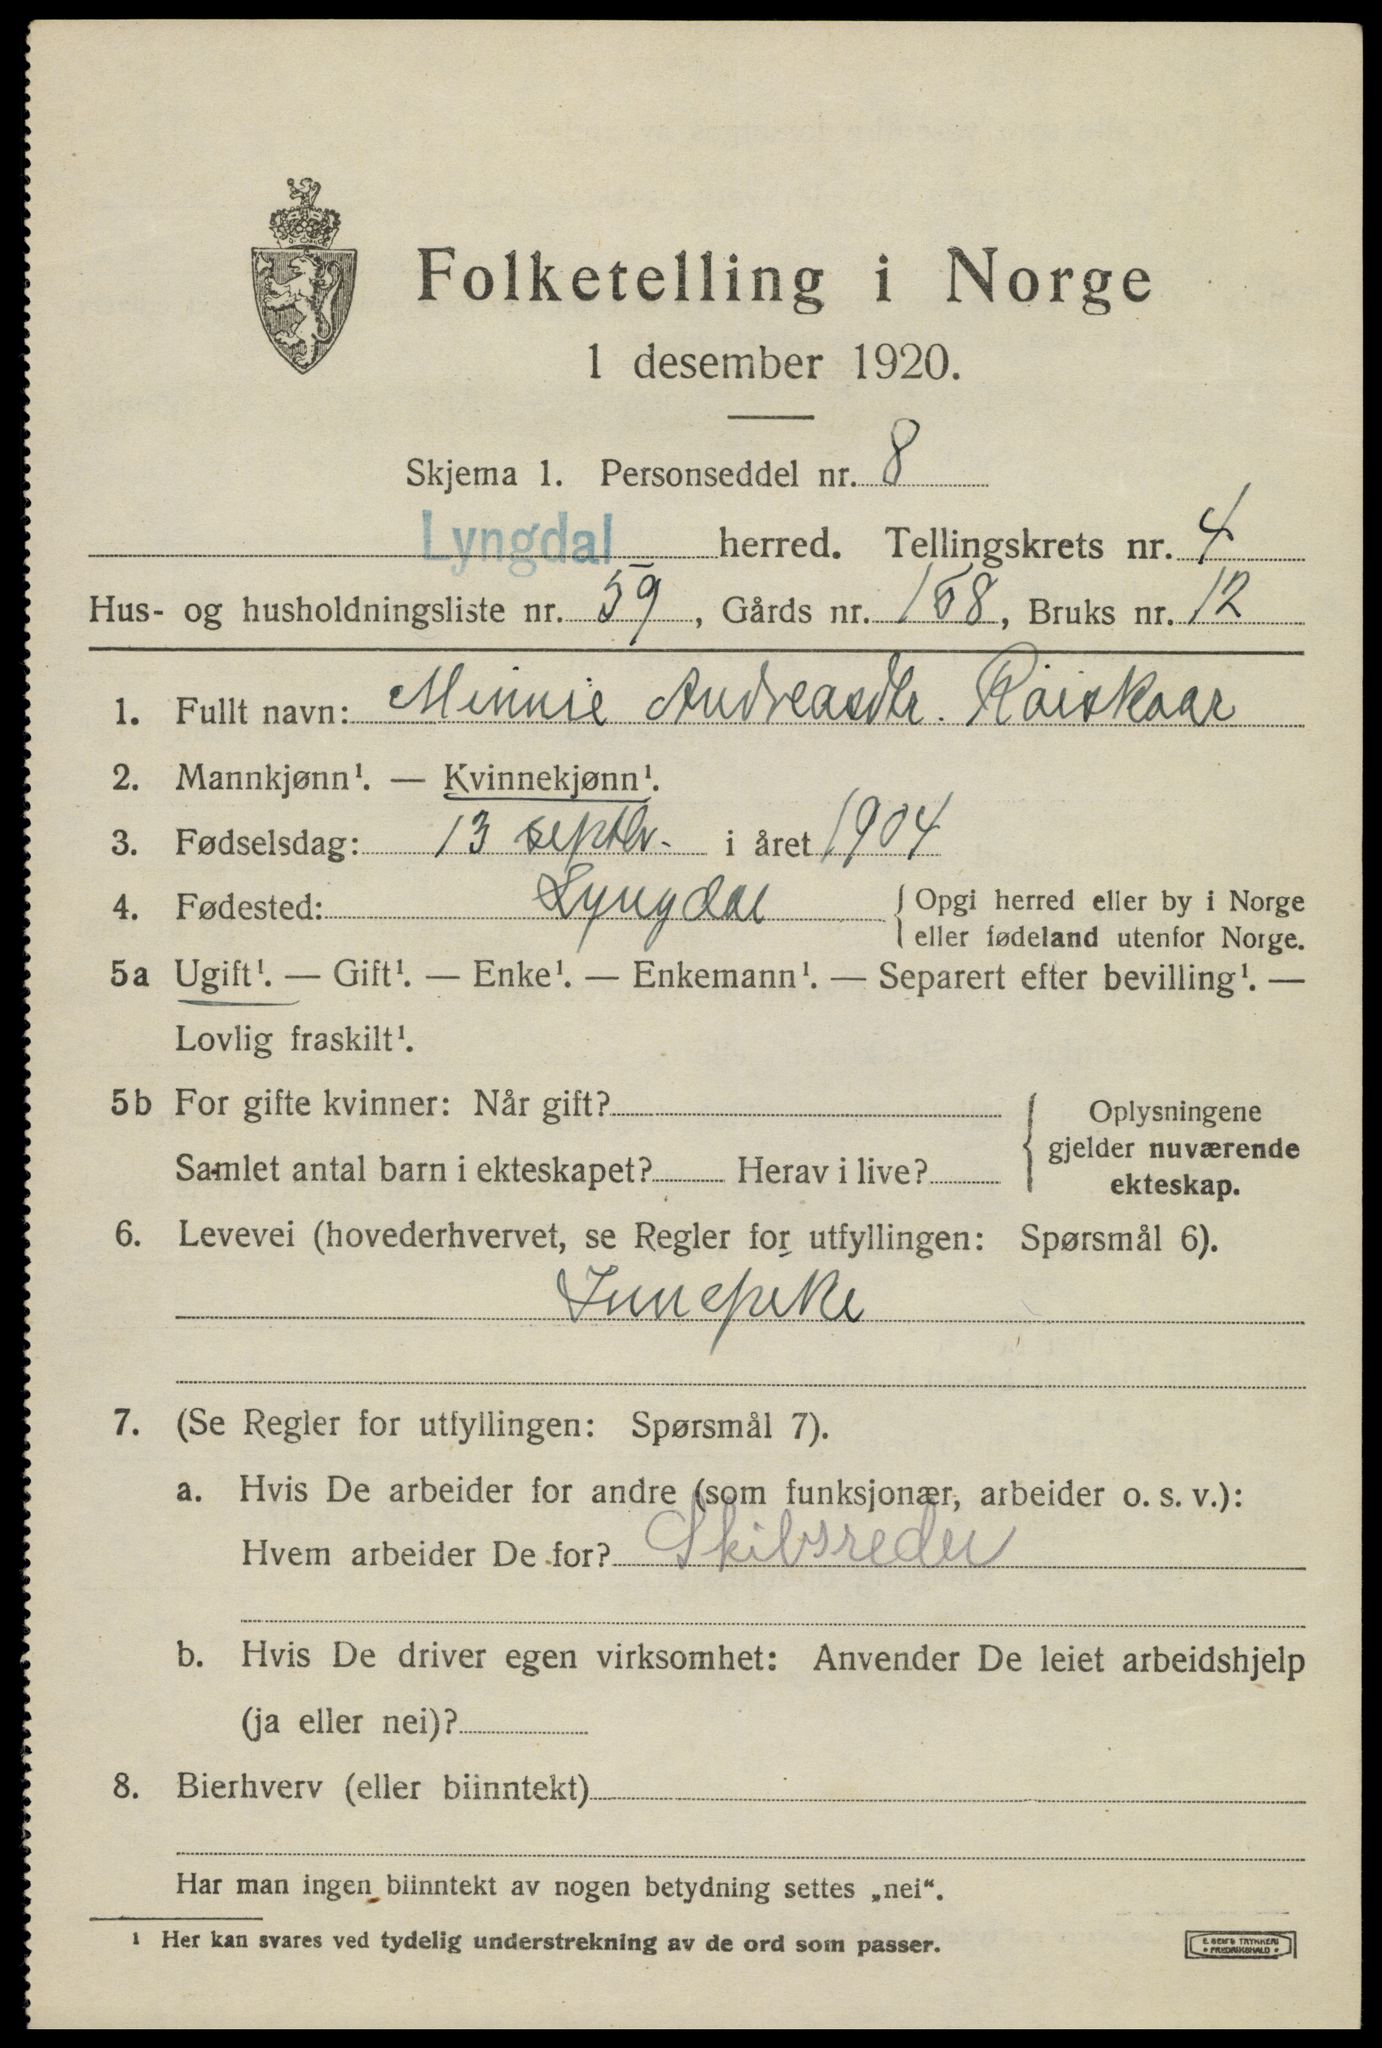 Folketelling i Norge
1 desember 1920.
Skjema 1. Personseddel nr. 8
Lyngdal herred. Tellingskrets nr. 4
Hus- og husholdningsliste nr. 59, Gårds nr. 158, Bruks nr. 12
1. Fullt navn: Minnie Andreasdtr. Röiskaar
2. Mannkjønn¹. — Kvinnekjønn¹.
3. Fødselsdag: 13 septbr. i året 1904
4. Fødested: Lyngdal { Opgi herred eller by i Norge
eller fødeland utenfor Norge.
5a Ugift¹. — Gift¹. — Enke¹. — Enkemann¹. — Separert efter bevilling¹. —
Lovlig fraskilt¹.
5b For gifte kvinner: Når gift?
Samlet antal barn i ekteskapet? Herav i live?
{ Oplysningene
gjelder nuværende
ekteskap.
6. Levevei (hovederhvervet, se Regler for utfyllingen: Spørsmål 6).
Innepike
7. (Se Regler for utfyllingen: Spørsmål 7).
a. Hvis De arbeider for andre (som funksjonær, arbeider o. s. v.):
Hvem arbeider De for? Skibsreder
b. Hvis De driver egen virksomhet: Anvender De leiet arbeidshjelp
(ja eller nei)?
8. Bierhverv (eller biinntekt)
Har man ingen biinntekt av nogen betydning settes „nei“.
¹ Her kan svares ved tydelig understrekning av de ord som passer.
E. SEM'S TRYKKERI
• FREDRIKSHALD •